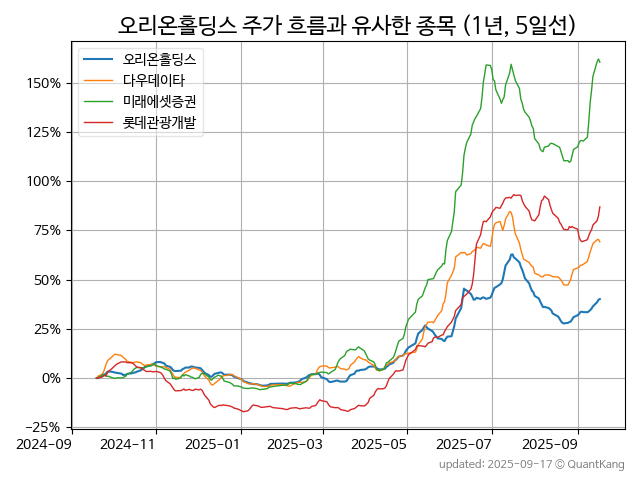 오리온홀딩스 주가 흐름과 유사한 종목 (1년, 5일선)
오리온홀딩스
다우데이타
미래에셋증권
롯데관광개발
150%
125%
100%
75%
50%
25%
0%
−25%
2024-09
2024-11
2025-01
2025-03
2025-05
2025-07
2025-09
updated: 2025-09-17 © QuantKang